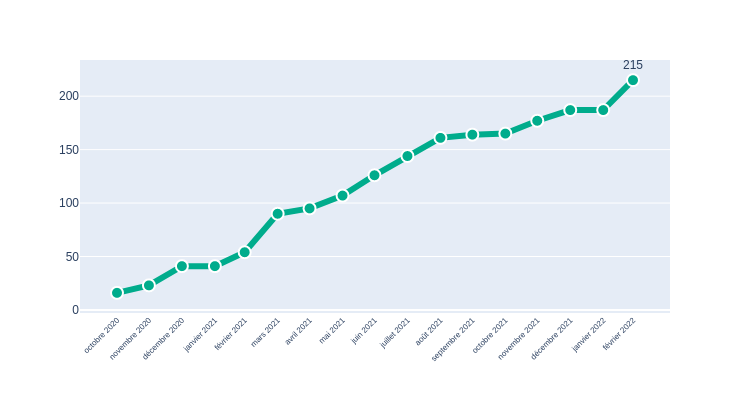 215
200
150
100
50
0
octobre 2020
novembre 2020
décembre 2020
janvier 2021
février 2021
mars 2021
avril 2021
mai 2021
juin 2021
juillet 2021
août 2021
septembre 2021
octobre 2021
novembre 2021
décembre 2021
janvier 2022
février 2022